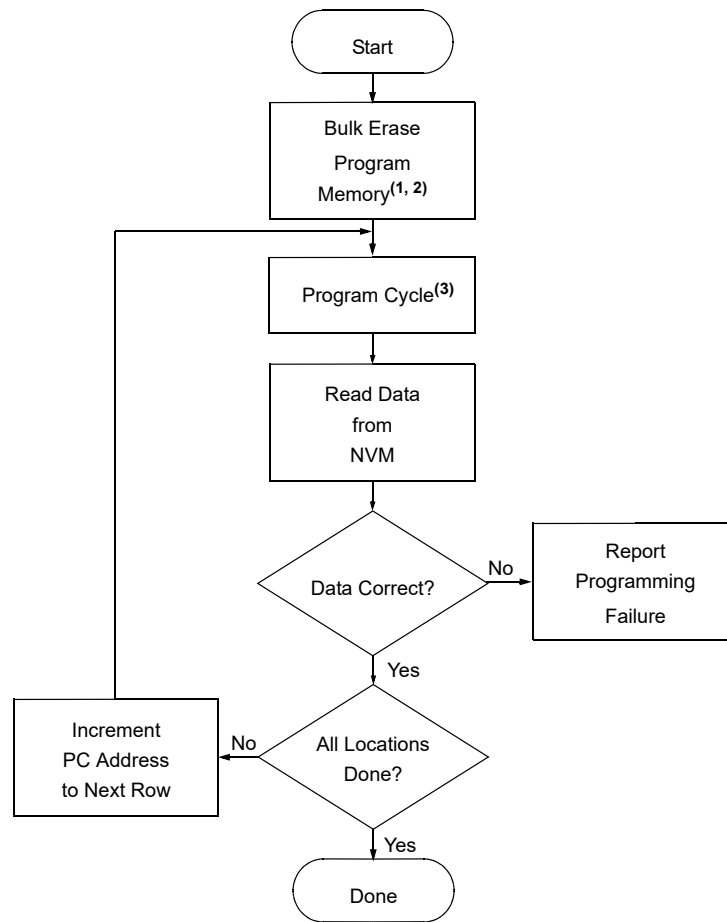 Start
Bulk Erase
Program
Memory(1, 2)
Program Cycle(3)
Read Data
from
NVM
Data Correct?
No
Report
Programming
Failure
Yes
All Locations
Done?
No
Increment
PC Address
to Next Row
Yes
Done